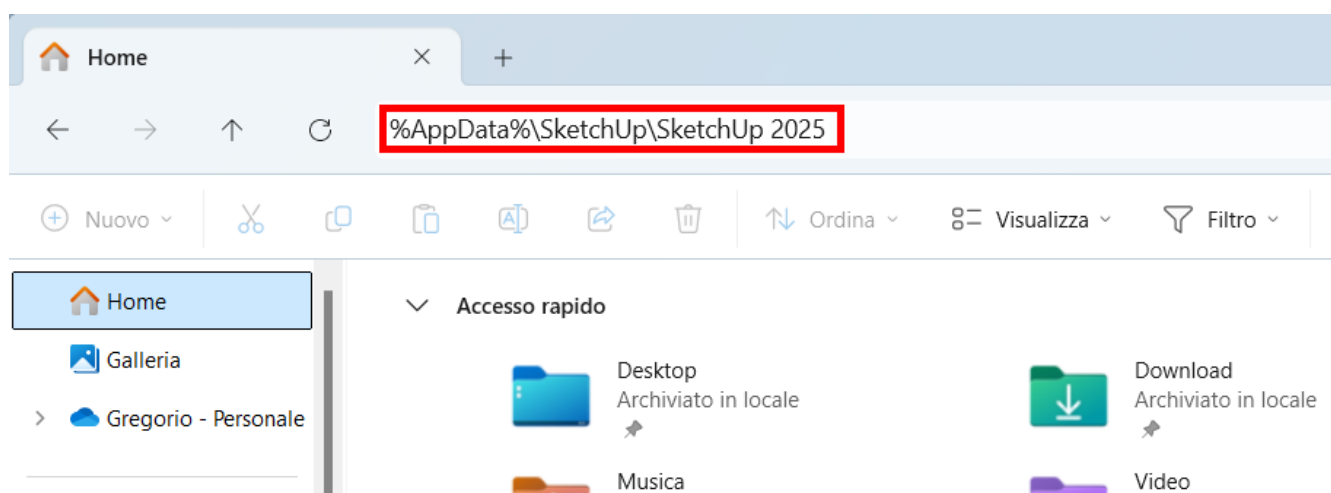 Home
%AppData%\SketchUp\SketchUp 2025
Nuovo
Ordina
Visualizza
Filtro
Home
Galleria
Gregorio - Personale
Accesso rapido
Desktop
Archiviato in locale
Download
Archiviato in locale
Musica
Video